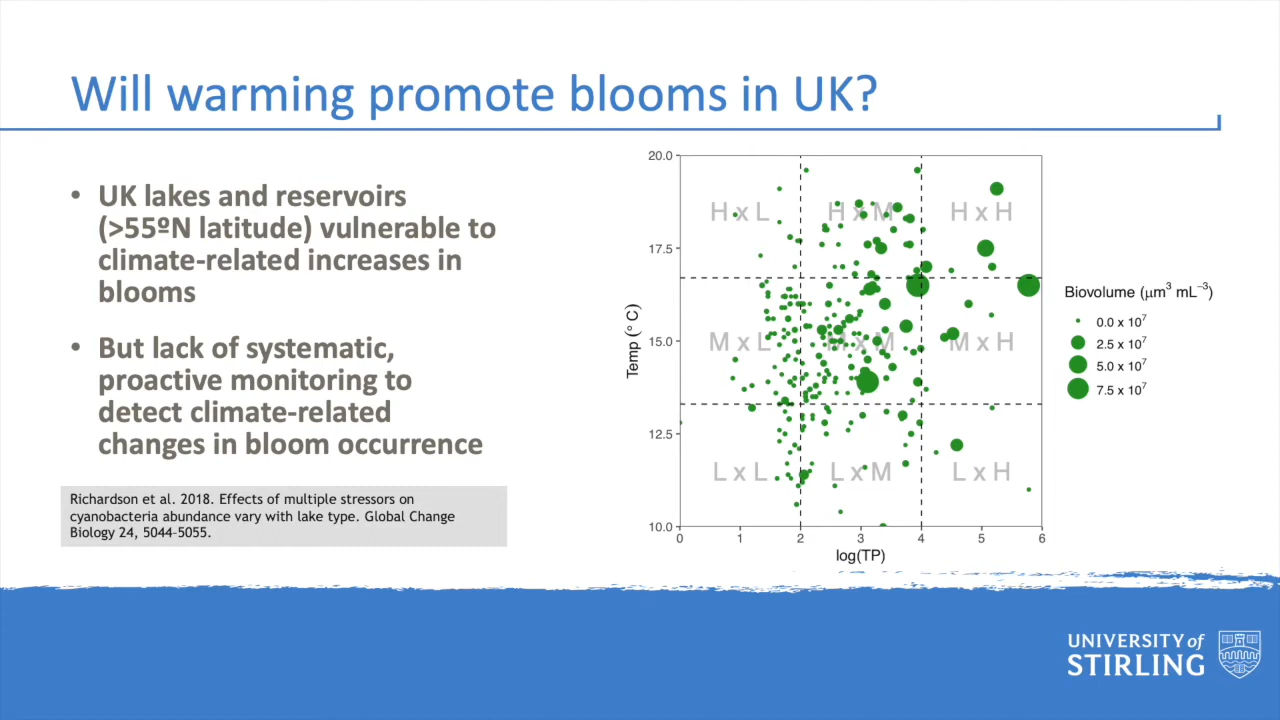 Will warming promote blooms in UK?
• UK lakes and reservoirs
(>55ºN latitude) vulnerable to
climate-related increases in
blooms
• But lack of systematic,
proactive monitoring to
detect climate-related
changes in bloom occurrence
Richardson et al. 2018. Effects of multiple stressors on
cyanobacteria abundance vary with lake type. Global Change
Biology 24, 5044–5055.
20.0
17.5
15.0
12.5
10.0
Temp (° C)
H x L H x M H x H
M x L M x M M x H
L x L L x M L x H
0 1 2 3 4 5 6
log(TP)
Biovolume (μm³ mL⁻³)
0.0 x 10⁷
2.5 x 10⁷
5.0 x 10⁷
7.5 x 10⁷
UNIVERSITY of
STIRLING